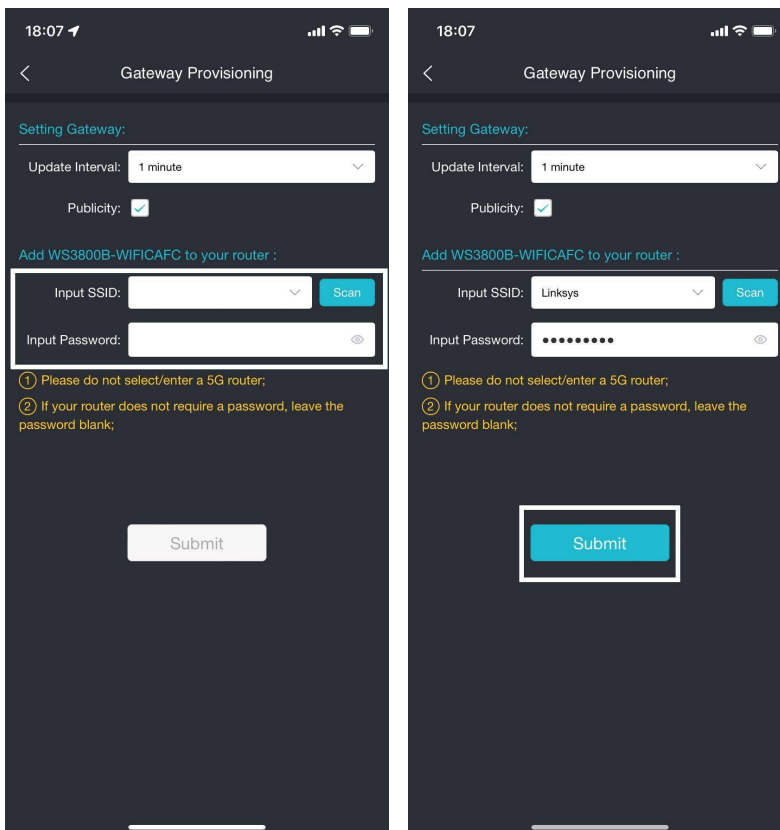 18:07
Gateway Provisioning
Setting Gateway:
Update Interval: 1 minute
Publicity:
Add WS3800B-WIFICAFC to your router :
Input SSID: Scan
Input Password:
① Please do not select/enter a 5G router;
② If your router does not require a password, leave the
password blank;
Submit
18:07
Gateway Provisioning
Setting Gateway:
Update Interval: 1 minute
Publicity:
Add WS3800B-WIFICAFC to your router :
Input SSID: Linksys Scan
Input Password: •••••••••
① Please do not select/enter a 5G router;
② If your router does not require a password, leave the
password blank;
Submit